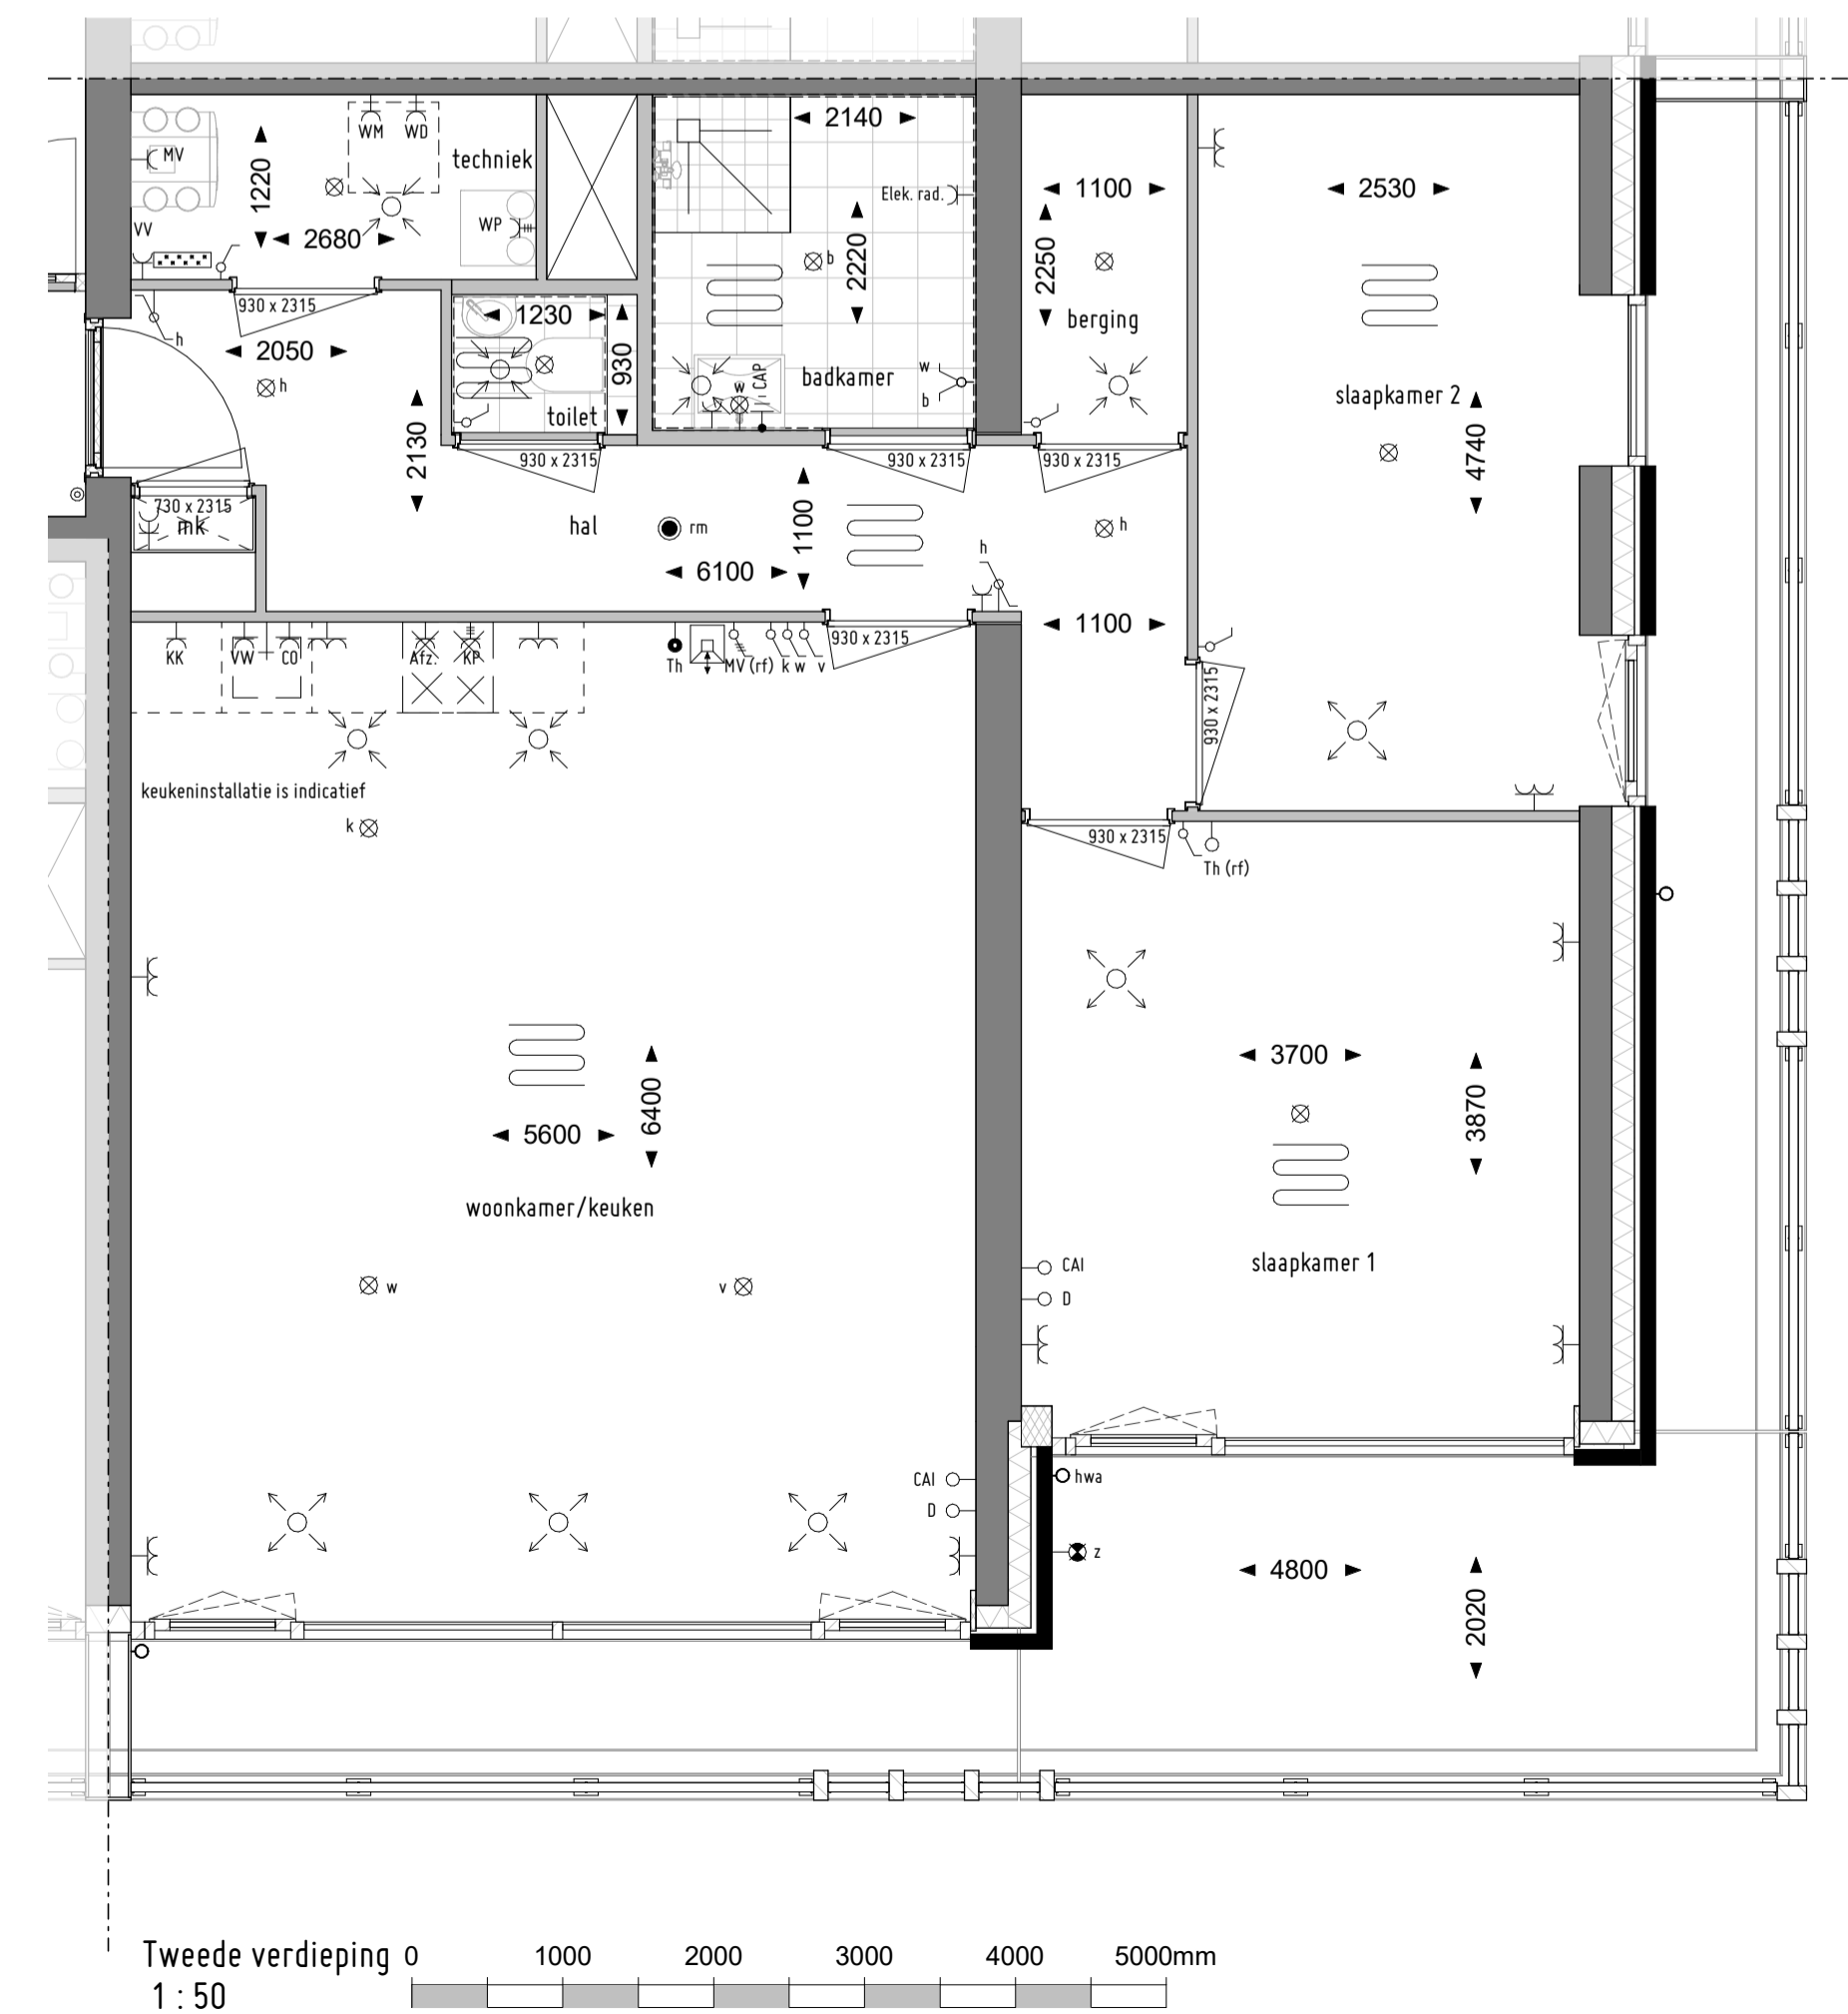 2140
WM WD
MV
techniek
1220
1100
2530
Elek. rad.
VV
2680
WP
b
2220
2250
930 x 2315
h
2050
1230
930
berging
h
badkamer
w
w
CAP
b
slaapkamer 2
toilet
2130
4740
930 x 2315
930 x 2315
930 x 2315
730 x 2315
mk
hal
rm
1100
h
h
6100
1100
930 x 2315
KK
VW
CO
Afz.
KP
Th
MV (rf)
k
w
v
930 x 2315
keukeninstallatie is indicatief
k
930 x 2315
Th (rf)
3700
3870
6400
5600
woonkamer/keuken
slaapkamer 1
CAI
D
w
v
CAI
D
hwa
z
4800
2020
Tweede verdieping
0 1000 2000 3000 4000 5000mm
1 : 50